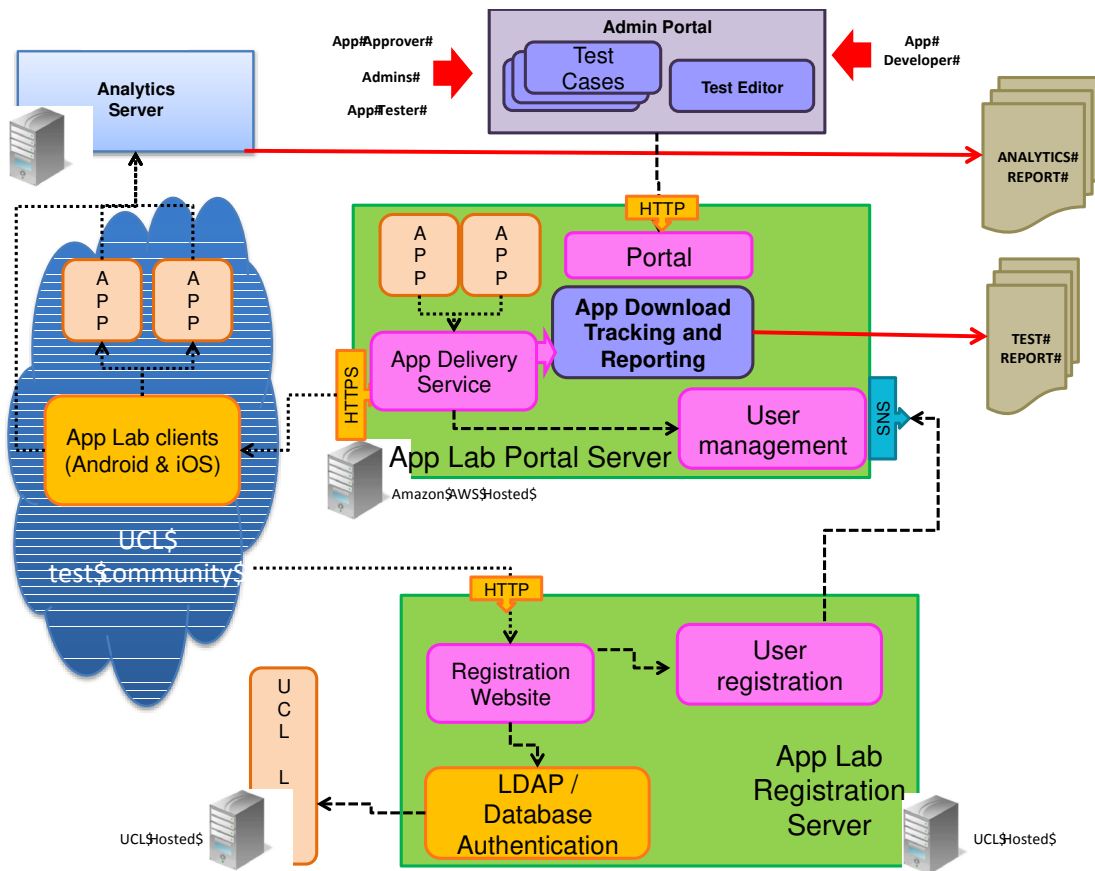 Admin Portal
App#Approver#
Admins#
App#Tester#
Test
Cases
Test Editor
App#
Developer#
Analytics
Server
ANALYTICS#
REPORT#
HTTP
A
P
P
A
P
P
Portal
A
P
P
A
P
P
App Download
Tracking and
Reporting
TEST#
REPORT#
App Delivery
Service
HTTPS
SNS
User
management
App Lab clients
(Android & iOS)
App Lab Portal Server
Amazon$AWS$Hosted$
UCL$
test$community$
HTTP
Registration
Website
User
registration
U
C
L
L
LDAP /
Database
Authentication
App Lab
Registration
Server
UCL$Hosted$
UCL$Hosted$